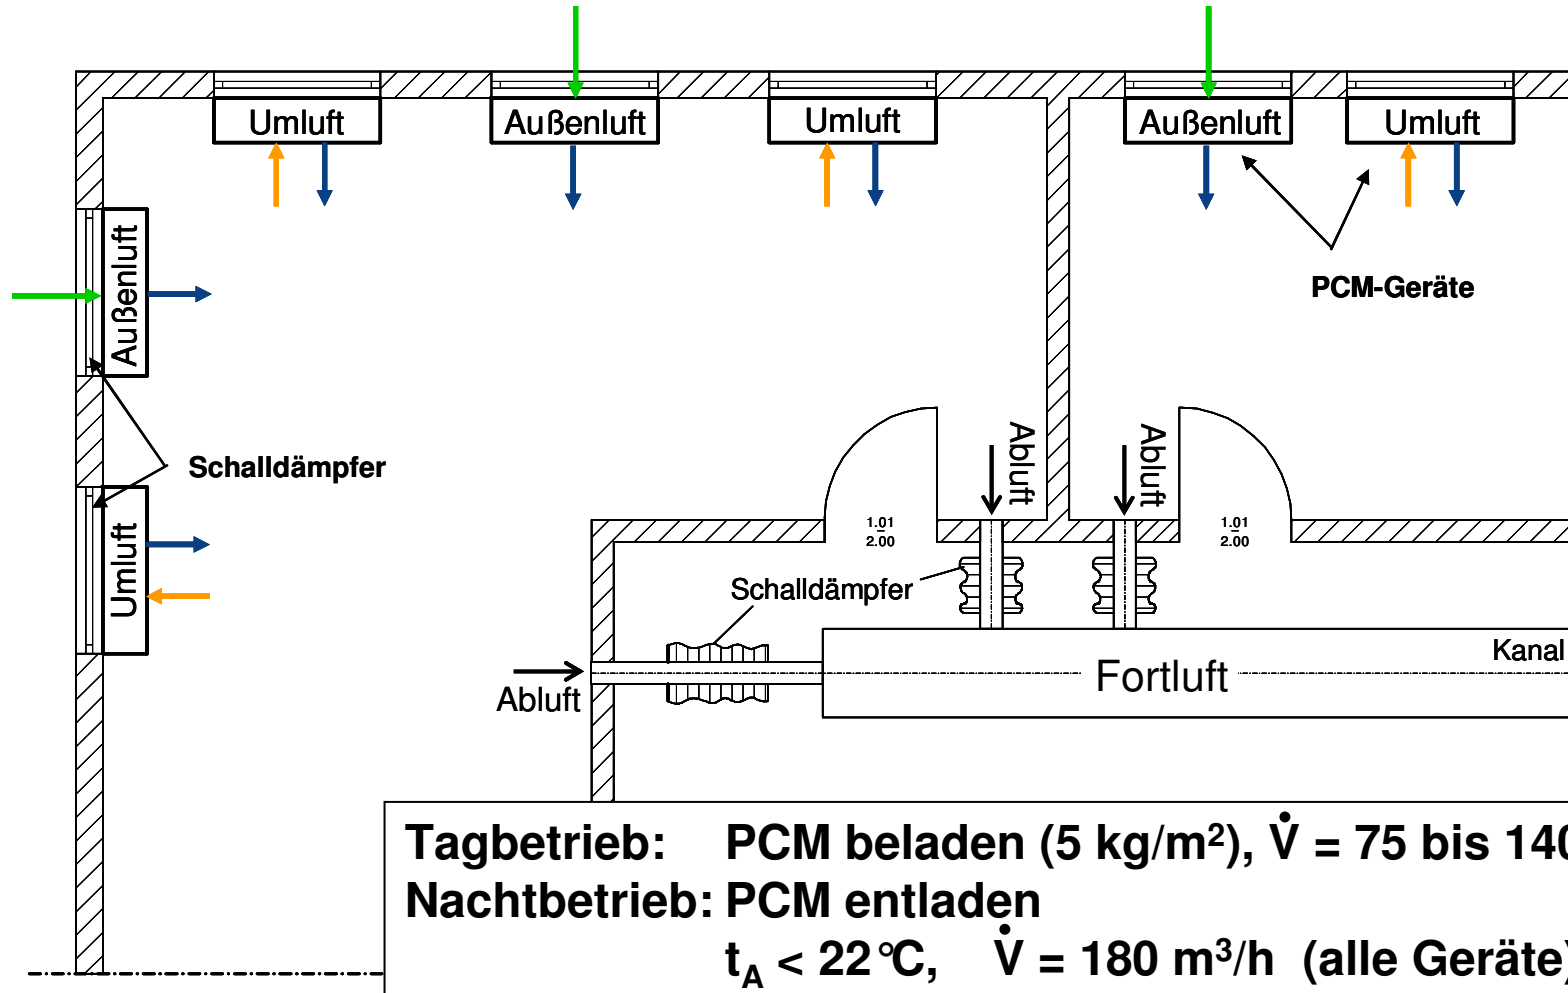 Umluft
Außenluft
Umluft
Außenluft
Umluft
Außenluft
PCM-Geräte
Schalldämpfer
Umluft
Abluft
Abluft
1.01
2.00
1.01
2.00
Schalldämpfer
Abluft
Fortluft
Kanal
Tagbetrieb: PCM beladen (5 kg/m²), V̇ = 75 bis 140
Nachtbetrieb: PCM entladen
t_A < 22 °C, V̇ = 180 m³/h (alle Geräte)